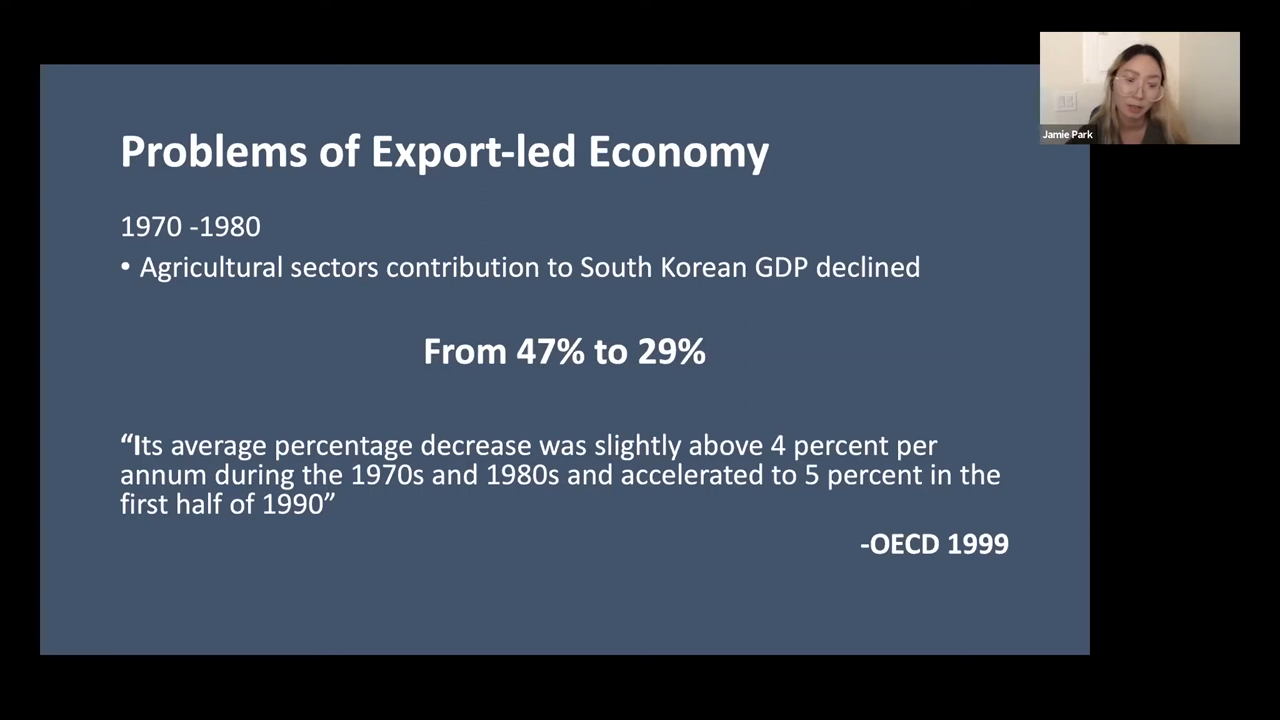 Problems of Export-led Economy
1970 -1980
• Agricultural sectors contribution to South Korean GDP declined
From 47% to 29%
“Its average percentage decrease was slightly above 4 percent per
annum during the 1970s and 1980s and accelerated to 5 percent in the
first half of 1990”
-OECD 1999
Jamie Park